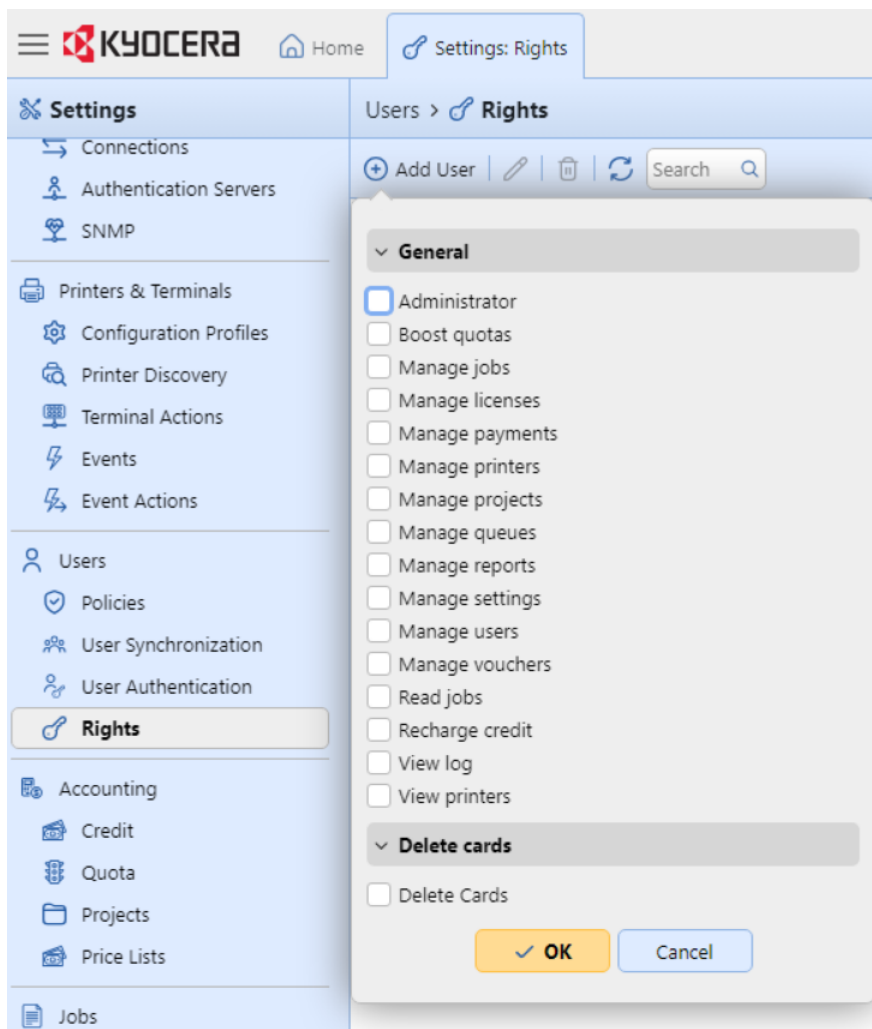 KYOCERA
Home
Settings: Rights
Settings
Users > Rights
Connections
Authentication Servers
SNMP
Printers & Terminals
Configuration Profiles
Printer Discovery
Terminal Actions
Events
Event Actions
Users
Policies
User Synchronization
User Authentication
Rights
Accounting
Credit
Quota
Projects
Price Lists
Jobs
Add User
Search
General
Administrator
Boost quotas
Manage jobs
Manage licenses
Manage payments
Manage printers
Manage projects
Manage queues
Manage reports
Manage settings
Manage users
Manage vouchers
Read jobs
Recharge credit
View log
View printers
Delete cards
Delete Cards
OK
Cancel